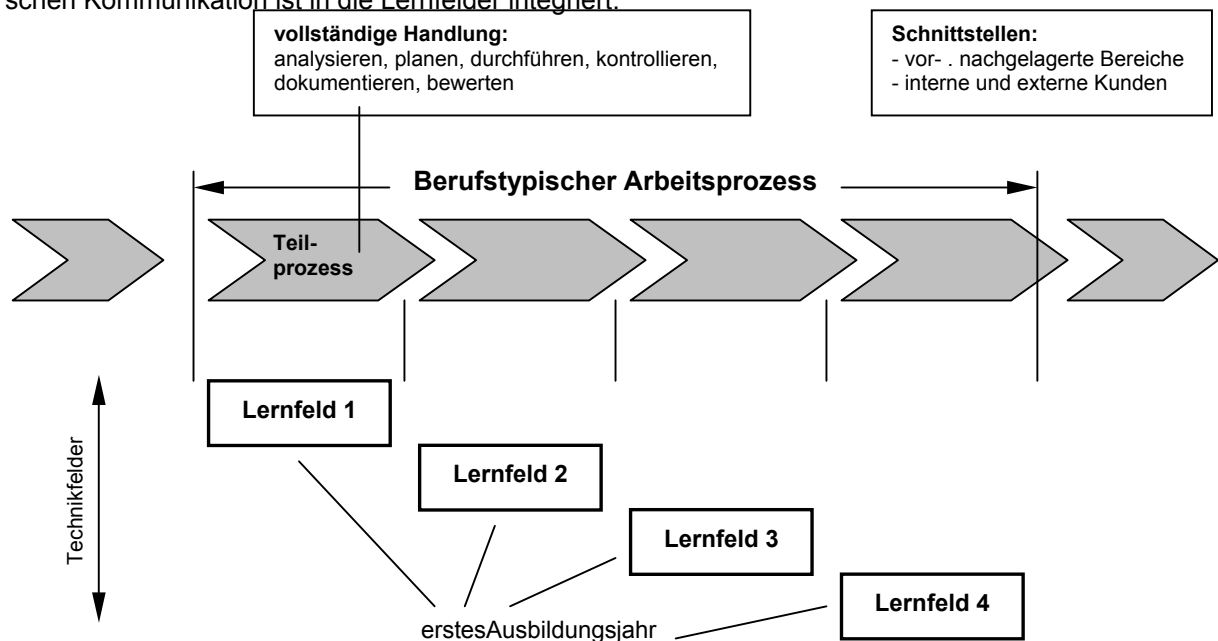 schen Kommunikation ist in die Lernfelder integriert.
vollständige Handlung:
analysieren, planen, durchführen, kontrollieren,
dokumentieren, bewerten
Schnittstellen:
- vor- . nachgelagerte Bereiche
- interne und externe Kunden
Berufstypischer Arbeitsprozess
Teil-
prozess
Technikfelder
Lernfeld 1
Lernfeld 2
Lernfeld 3
Lernfeld 4
erstesAusbildungsjahr